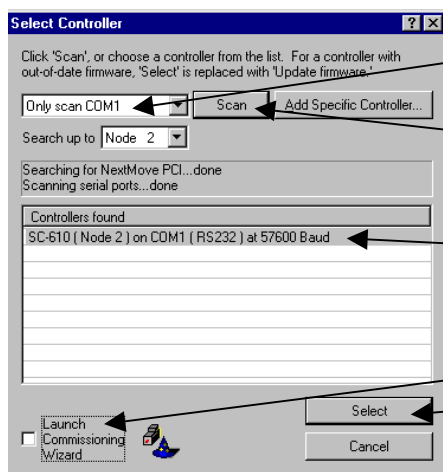 Select Controller
Click 'Scan', or choose a controller from the list. For a controller with
out-of-date firmware, 'Select' is replaced with 'Update firmware.'
Only scan COM1
Scan
Add Specific Controller...
Search up to
Node 2
Searching for NextMove PCI...done
Scanning serial ports...done
Controllers found
SC-610 ( Node 2 ) on COM1 ( RS232 ) at 57600 Baud
Select
Launch
Commissioning
Wizard
Cancel